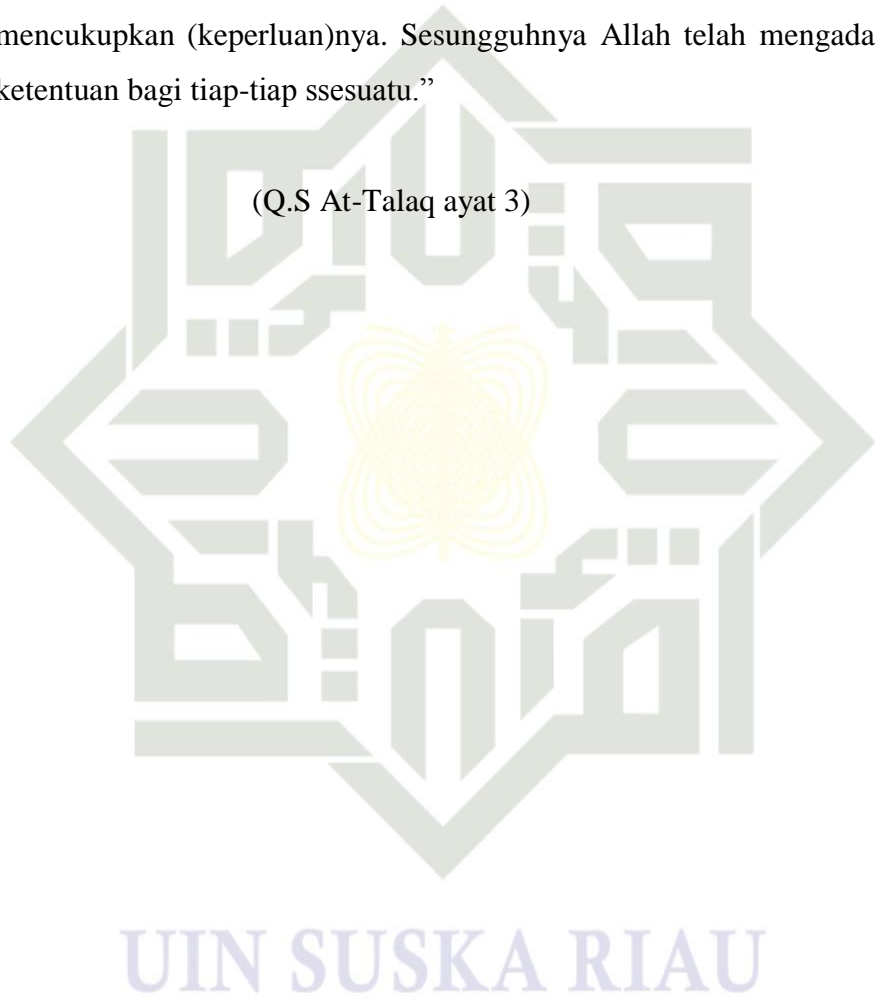 mencukupkan (keperluan)nya. Sesungguhnya Allah telah mengada
ketentuan bagi tiap-tiap ssesuatu.”
(Q.S At-Talaq ayat 3)
UIN SUSKA RIAU